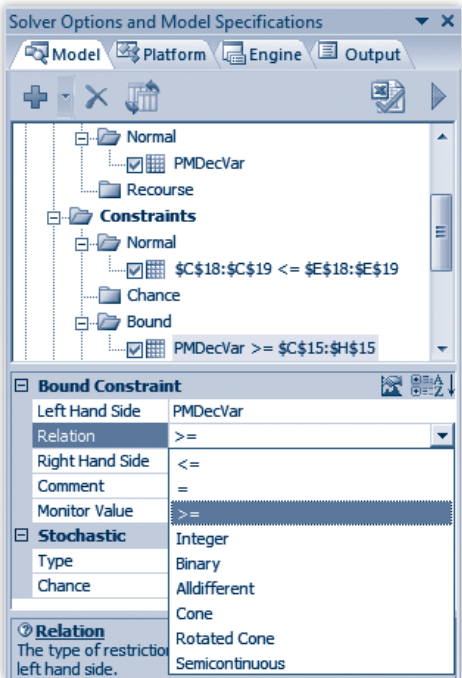 Solver Options and Model Specifications
Model Platform Engine Output
Normal
PMDecVar
Recourse
Constraints
Normal
$C$18:$C$19 <= $E$18:$E$19
Chance
Bound
PMDecVar >= $C$15:$H$15
Bound Constraint
Left Hand Side PMDecVar
Relation >=
Right Hand Side <=
Comment =
Monitor Value >=
Stochastic Integer
Type Binary
Chance Alldifferent
Cone
Relation Rotated Cone
The type of restriction
left hand side. Semicontinuous